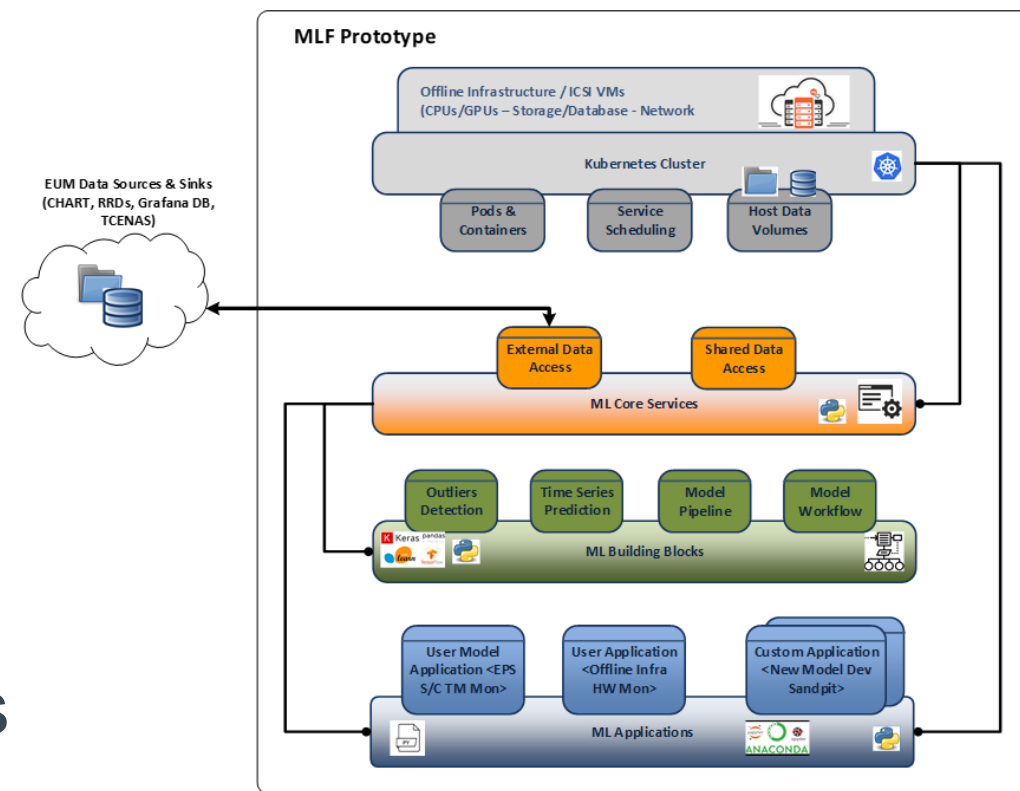 MLF Prototype
Offline Infrastructure / ICSI VMs
(CPUs/GPUs – Storage/Database - Network
Kubernetes Cluster
EUM Data Sources & Sinks
(CHART, RRDs, Grafana DB,
TCENAS)
Pods &
Containers
Service
Scheduling
Host Data
Volumes
External Data
Access
Shared Data
Access
ML Core Services
Outliers
Detection
Time Series
Prediction
Model
Pipeline
Model
Workflow
Keras
pandas
learn
TensorFlow
ML Building Blocks
User Model
Application <EPS
S/C TM Mon>
User Application
<Offline Infra
HW Mon>
Custom Application
<New Model Dev
Sandpit>
s
ML Applications
ANACONDA